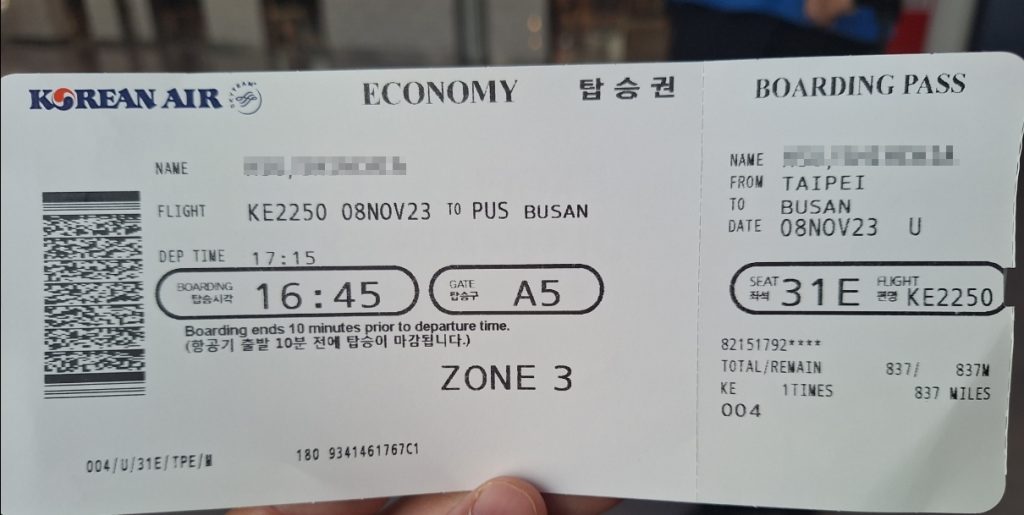 KOREAN AIR SKYTEAM ECONOMY 탑승권
NAME
FLIGHT KE2250 08NOV23 TO PUS BUSAN
DEP TIME 17:15
BOARDING 탑승시각 16:45 GATE 탑승구 A5
Boarding ends 10 minutes prior to departure time.
(항공기 출발 10분 전에 탑승이 마감됩니다.)
ZONE 3
004/U/31E/TPE/M 180 9341461767C1
BOARDING PASS
NAME
FROM TAIPEI
TO BUSAN
DATE 08NOV23 U
SEAT 좌석 31E FLIGHT 편명 KE2250
82151792****
TOTAL/REMAIN 837/ 837M
KE 1TIMES 837 MILES
004